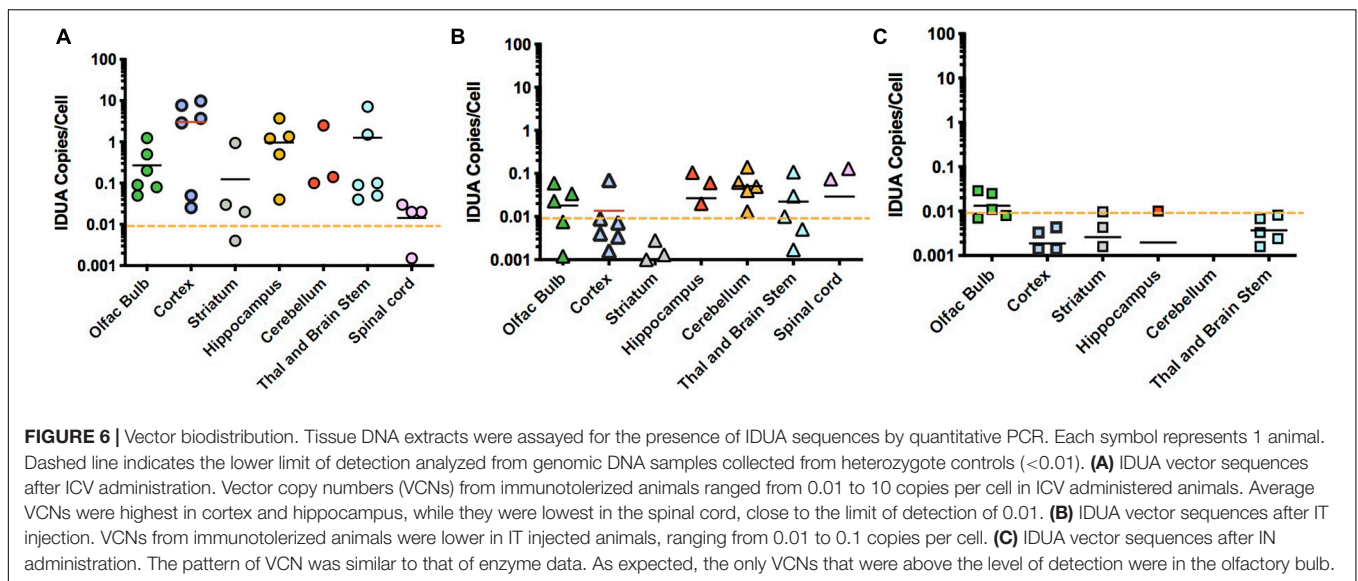 A
IDUA Copies/Cell
100
10
1
0.1
0.01
0.001
Olfac Bulb
Cortex
Striatum
Hippocampus
Cerebellum
Thal and Brain Stem
Spinal cord
B
IDUA Copies/Cell
100
10
1
0.1
0.01
0.001
Olfac Bulb
Cortex
Striatum
Hippocampus
Cerebellum
Thal and Brain Stem
Spinal cord
C
IDUA Copies/Cell
100
10
1
0.1
0.01
0.001
Olfac Bulb
Cortex
Striatum
Hippocampus
Cerebellum
Thal and Brain Stem
FIGURE 6 | Vector biodistribution. Tissue DNA extracts were assayed for the presence of IDUA sequences by quantitative PCR. Each symbol represents 1 animal.
Dashed line indicates the lower limit of detection analyzed from genomic DNA samples collected from heterozygote controls (<0.01). (A) IDUA vector sequences
after ICV administration. Vector copy numbers (VCNs) from immunotolerized animals ranged from 0.01 to 10 copies per cell in ICV administered animals. Average
VCNs were highest in cortex and hippocampus, while they were lowest in the spinal cord, close to the limit of detection of 0.01. (B) IDUA vector sequences after IT
injection. VCNs from immunotolerized animals were lower in IT injected animals, ranging from 0.01 to 0.1 copies per cell. (C) IDUA vector sequences after IN
administration. The pattern of VCN was similar to that of enzyme data. As expected, the only VCNs that were above the level of detection were in the olfactory bulb.